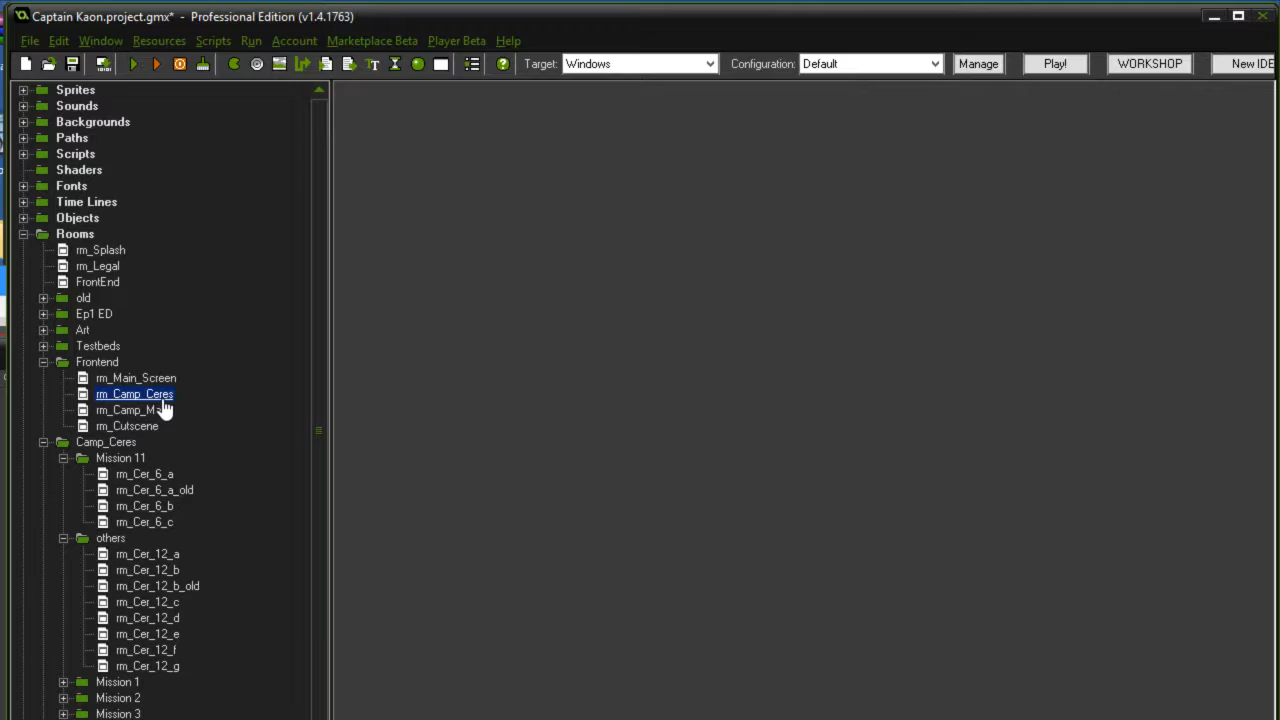 Captain Kaon.project.gmx* - Professional Edition (v1.4.1763)
File Edit Window Resources Scripts Run Account Marketplace Beta Player Beta Help
Target: Windows Configuration: Default Manage Play! WORKSHOP New IDE
Sprites
Sounds
Backgrounds
Paths
Scripts
Shaders
Fonts
Time Lines
Objects
Rooms
rm_Splash
rm_Legal
FrontEnd
old
Ep1 ED
Art
Testbeds
Frontend
rm_Main_Screen
rm_Camp_Ceres
rm_Cutscene
Camp_Ceres
Mission 11
rm_Cer_6_a
rm_Cer_6_a_old
rm_Cer_6_b
rm_Cer_6_c
others
rm_Cer_12_a
rm_Cer_12_b
rm_Cer_12_b_old
rm_Cer_12_c
rm_Cer_12_d
rm_Cer_12_e
rm_Cer_12_f
rm_Cer_12_g
Mission 1
Mission 2
Mission 3